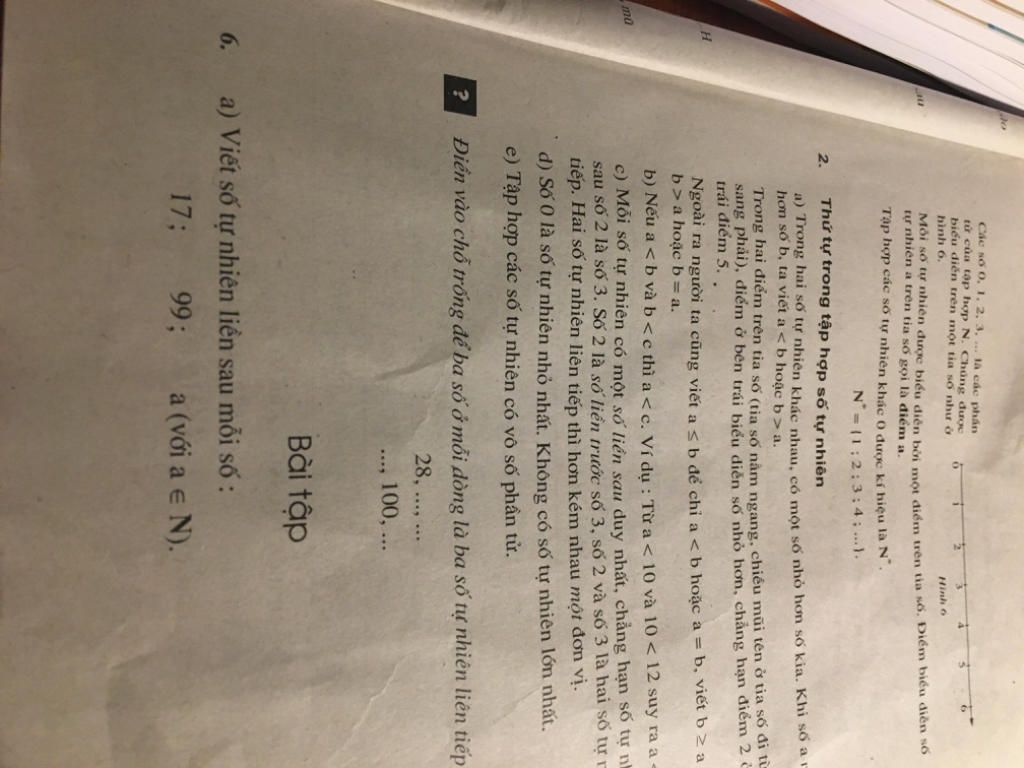 Các số 0, 1, 2, 3, ... là các phần
tử của tập hợp N. Chúng được
biểu diễn trên một tia số như ở
hình 6.
0 1 2 3 4 5 6
Hình 6
Mỗi số tự nhiên được biểu diễn bởi một điểm trên tia số. Điểm biểu diễn số
tự nhiên a trên tia số gọi là điểm a.
Tập hợp các số tự nhiên khác 0 được kí hiệu là N*.
N* = {1 ; 2 ; 3 ; 4 ; ...}.
2. Thứ tự trong tập hợp số tự nhiên
a) Trong hai số tự nhiên khác nhau, có một số nhỏ hơn số kia. Khi số a
hơn số b, ta viết a < b hoặc b > a.
Trong hai điểm trên tia số (tia số nằm ngang, chiều mũi tên ở tia số đi từ
sang phải), điểm ở bên trái biểu diễn số nhỏ hơn, chẳng hạn điểm 2 ở
trái điểm 5.
Ngoài ra người ta cũng viết a ≤ b để chỉ a < b hoặc a = b, viết b ≥ a
b > a hoặc b = a.
b) Nếu a < b và b < c thì a < c. Ví dụ : Từ a < 10 và 10 < 12 suy ra a <
c) Mỗi số tự nhiên có một số liền sau duy nhất, chẳng hạn số tự
sau số 2 là số 3. Số 2 là số liền trước số 3, số 2 và số 3 là hai số tự
tiếp. Hai số tự nhiên liên tiếp thì hơn kém nhau một đơn vị.
d) Số 0 là số tự nhiên nhỏ nhất. Không có số tự nhiên lớn nhất.
e) Tập hợp các số tự nhiên có vô số phần tử.
? Điền vào chỗ trống để ba số ở mỗi dòng là ba số tự nhiên liên tiếp
28, ..., ...
..., 100, ...
Bài tập
6. a) Viết số tự nhiên liền sau mỗi số :
17 ; 99 ; a (với a ∈ N).
mũ
H